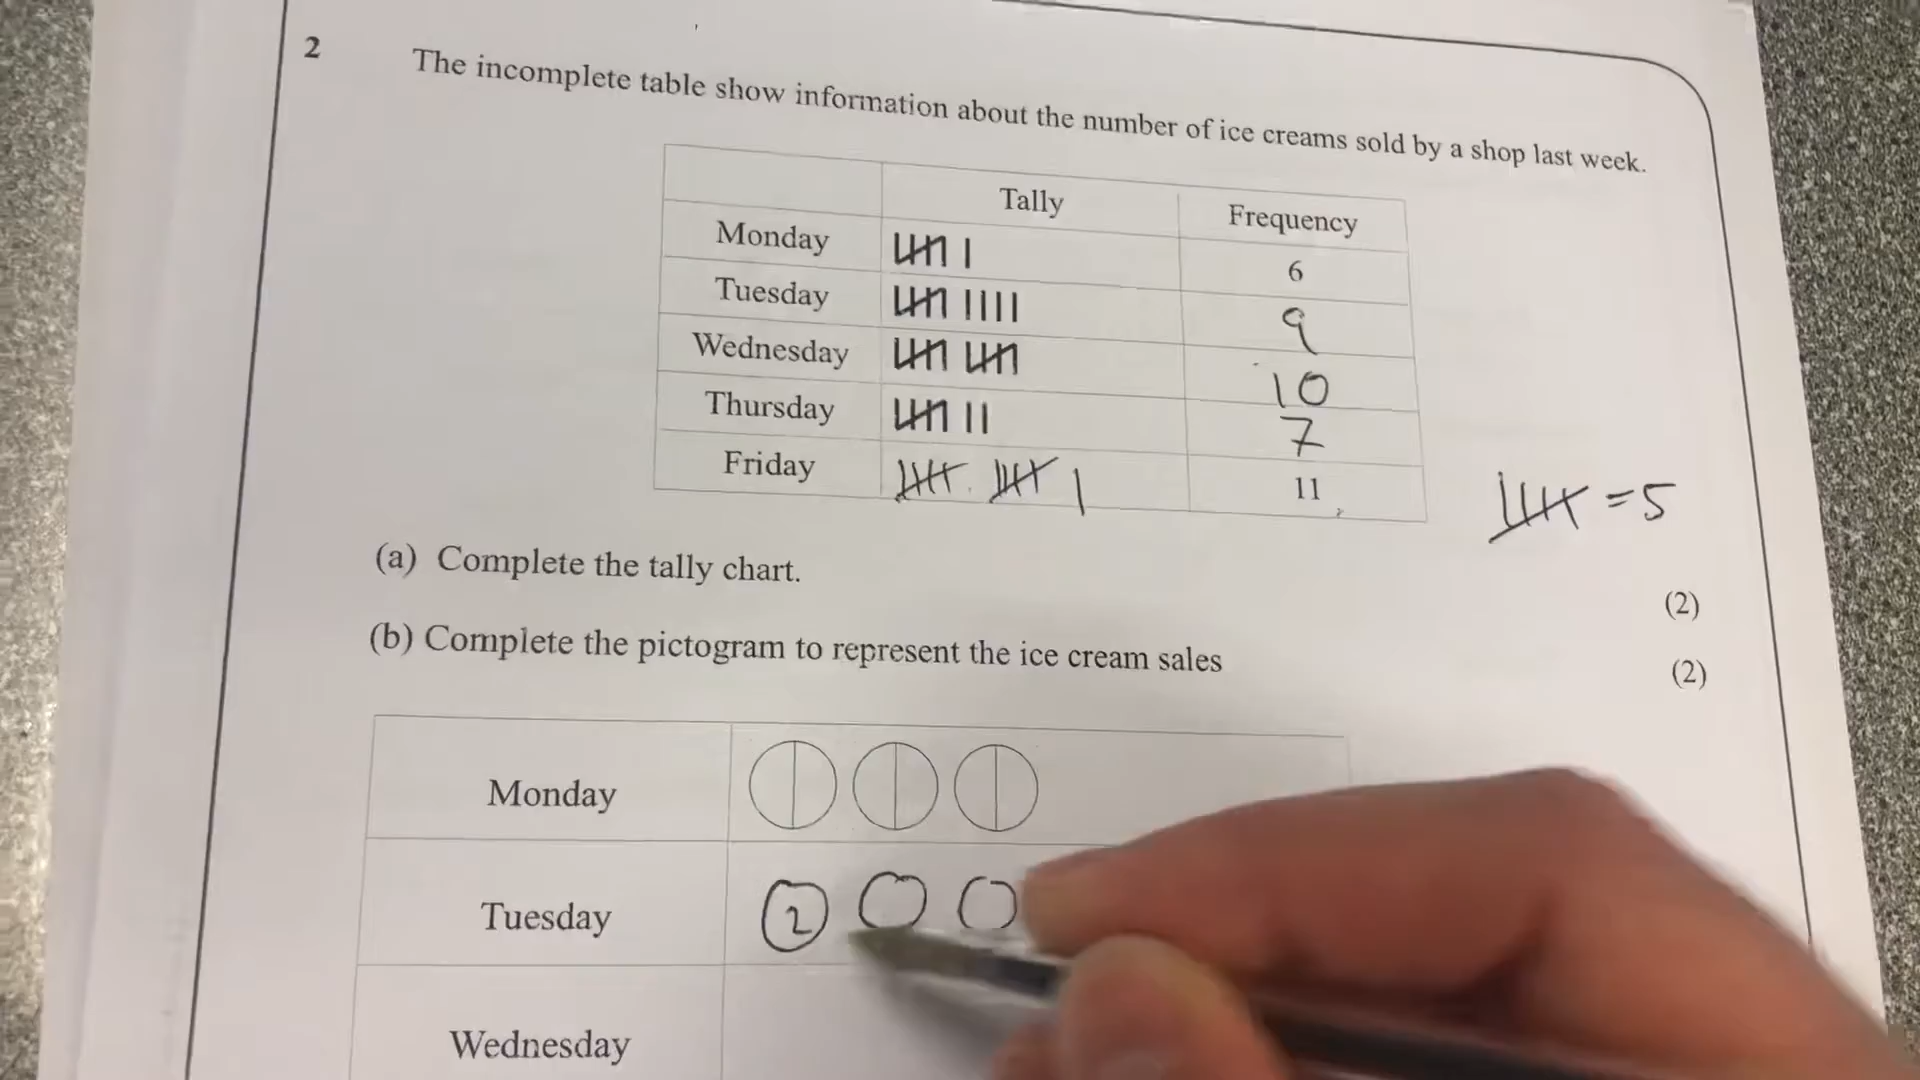 2 The incomplete table show information about the number of ice creams sold by a shop last week.
Tally Frequency
Monday 6
Tuesday 9
Wednesday 10
Thursday 7
Friday 11
= 5
(a) Complete the tally chart.
(2)
(b) Complete the pictogram to represent the ice cream sales
(2)
Monday
Tuesday 2
Wednesday